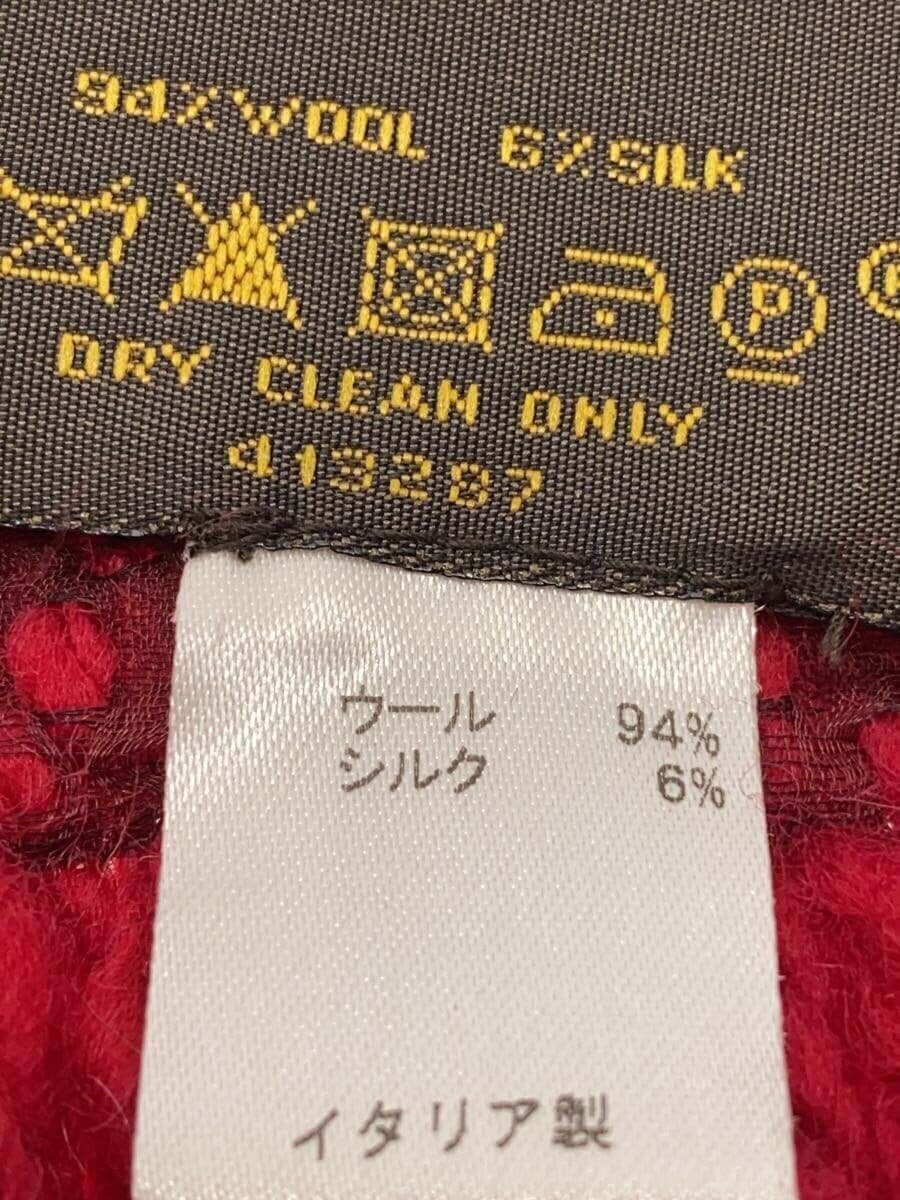 94%WOOL 6%SILK
P
DRY CLEAN ONLY
413287
ウール 94%
シルク 6%
イタリア製